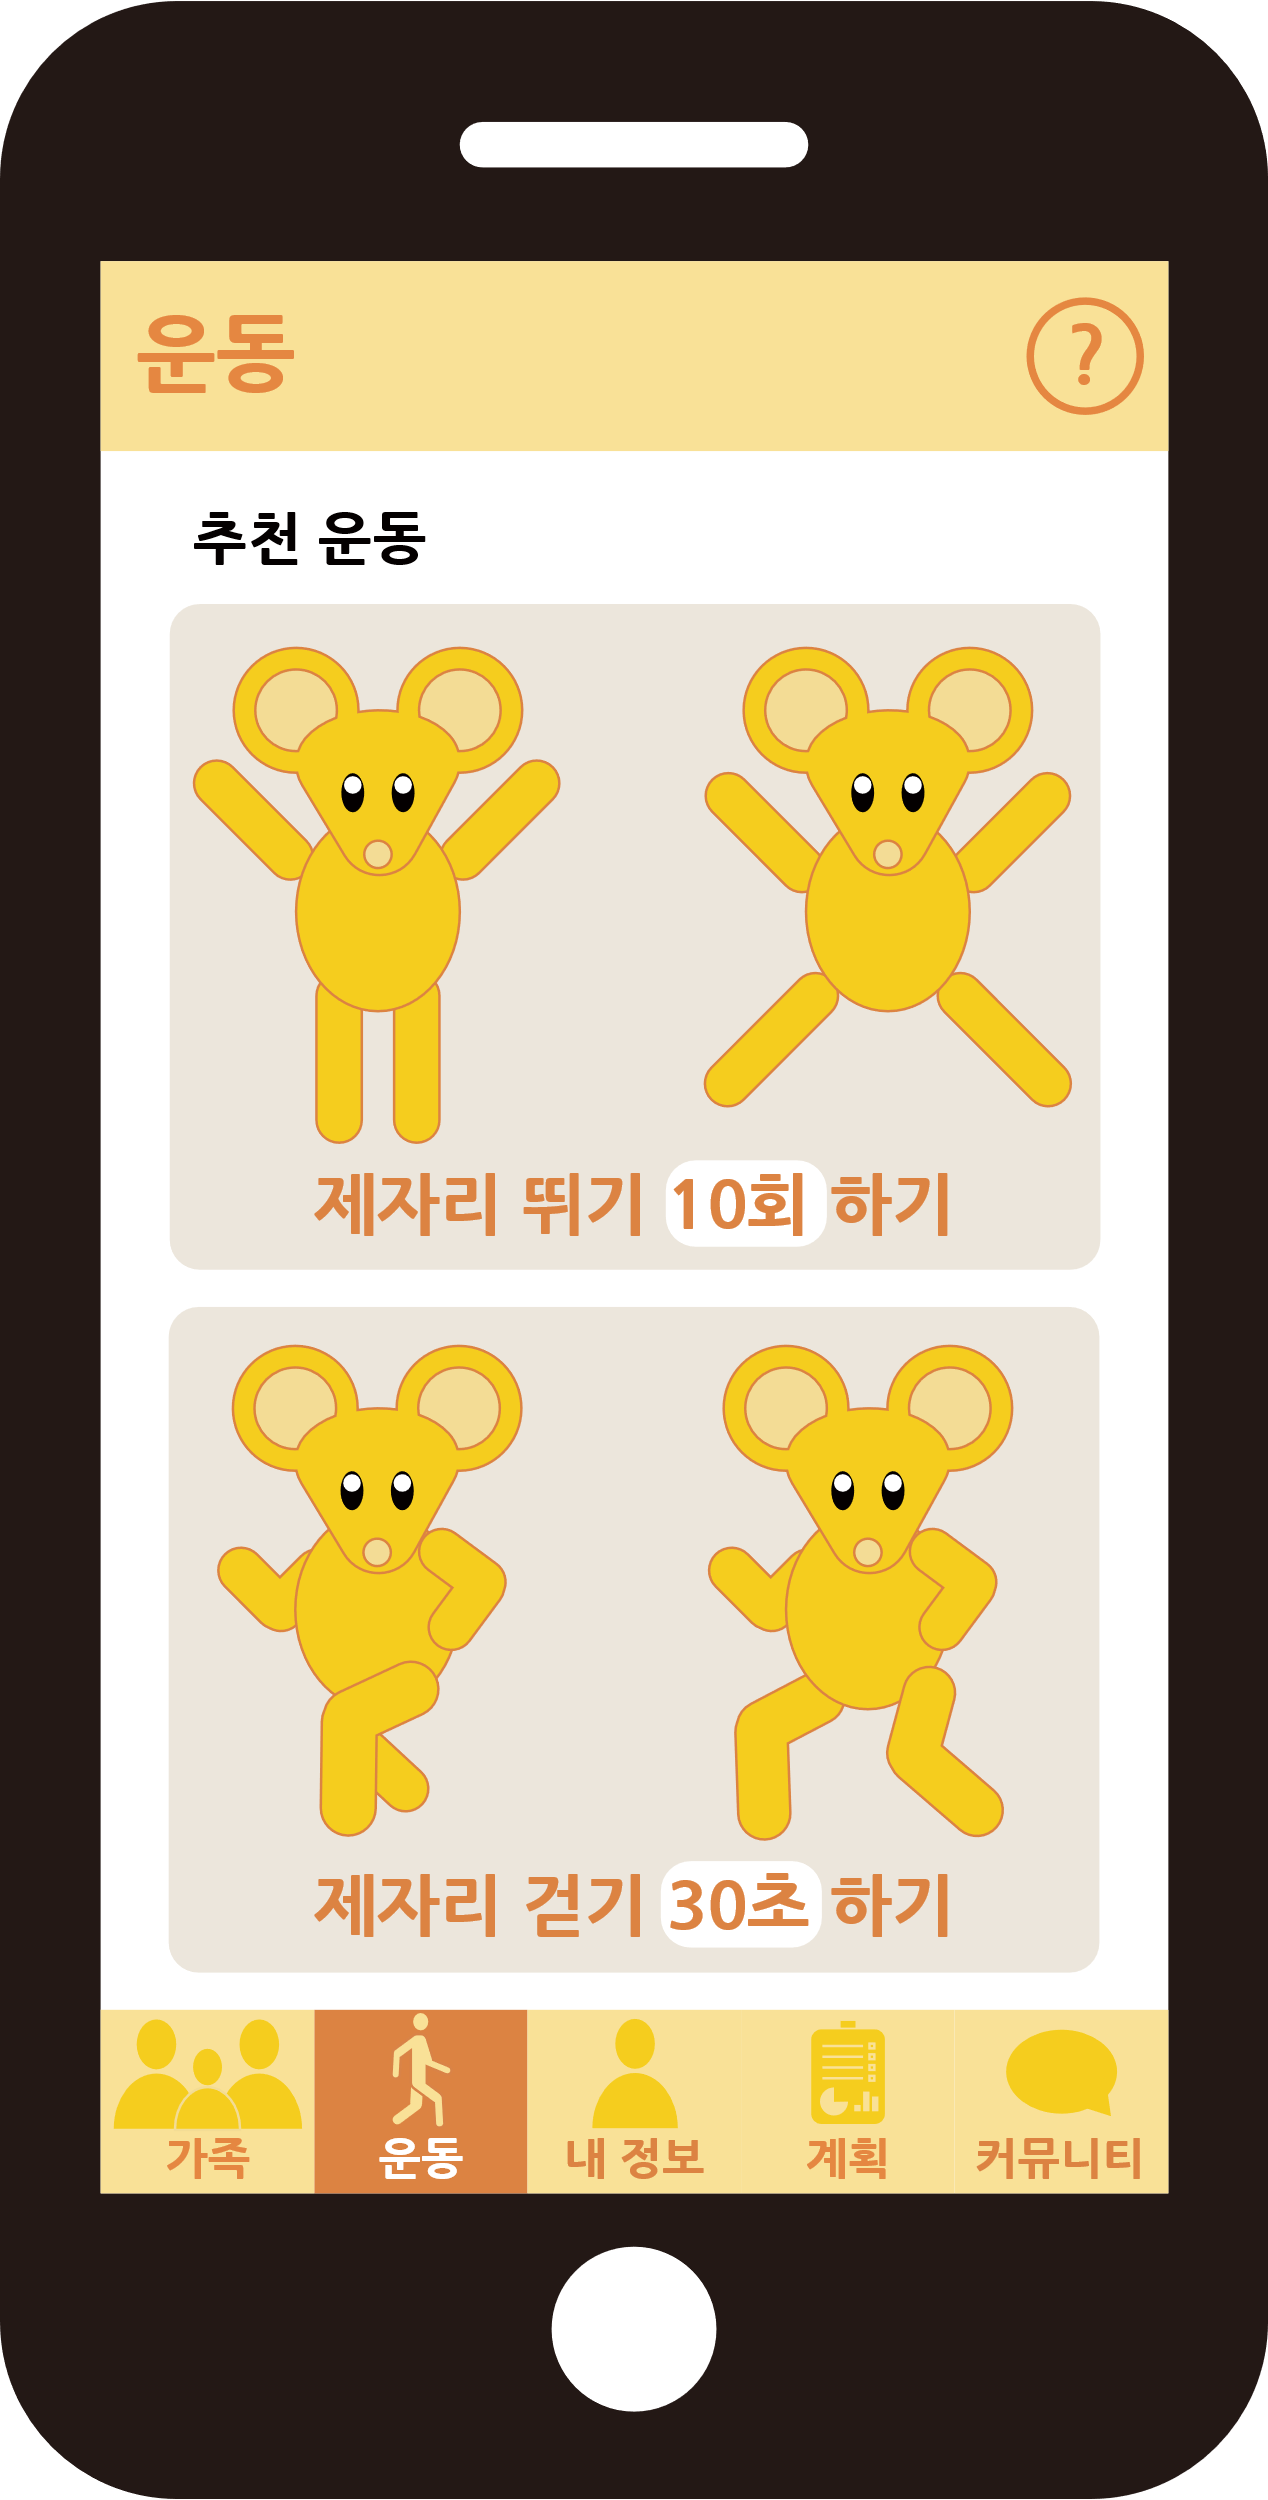 운동
?
추천 운동
제자리 뛰기 10회 하기
제자리 걷기 30초 하기
가족 운동 내 정보 계획 커뮤니티